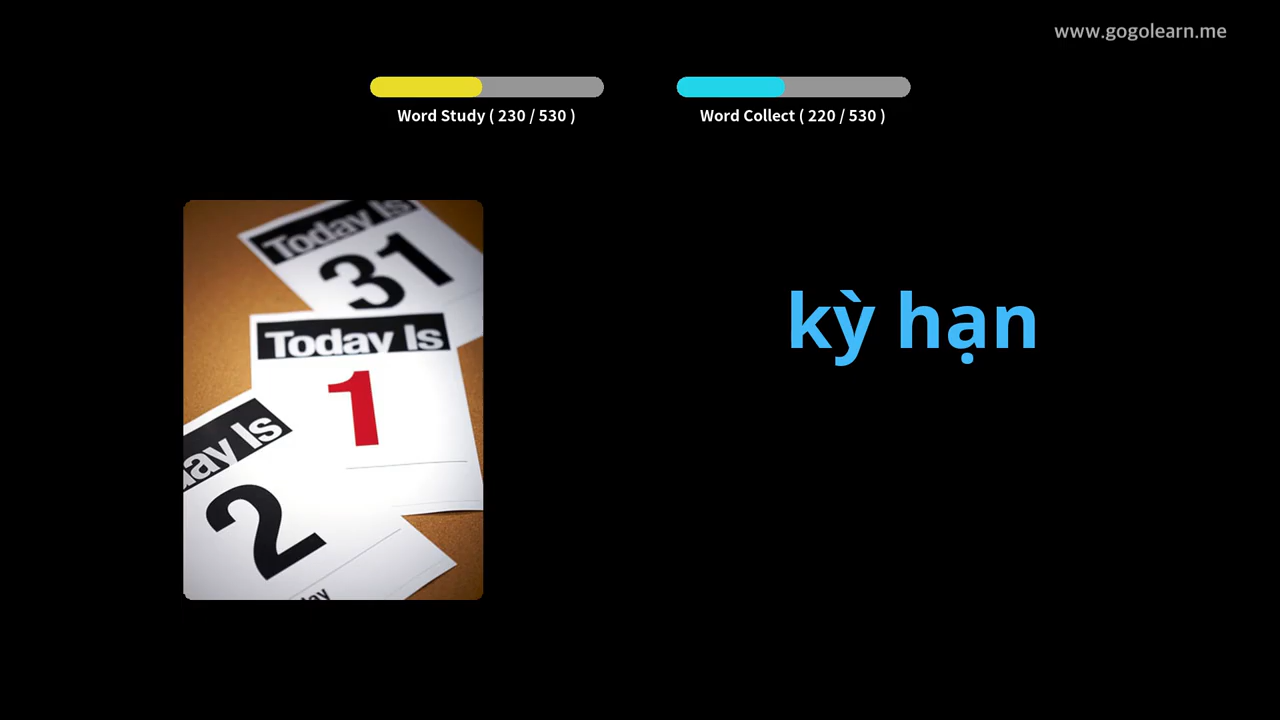 www.gogolearn.me
Word Study ( 230 / 530 )
Word Collect ( 220 / 530 )
Today Is
31
Today Is
1
ay Is
2
kỳ hạn